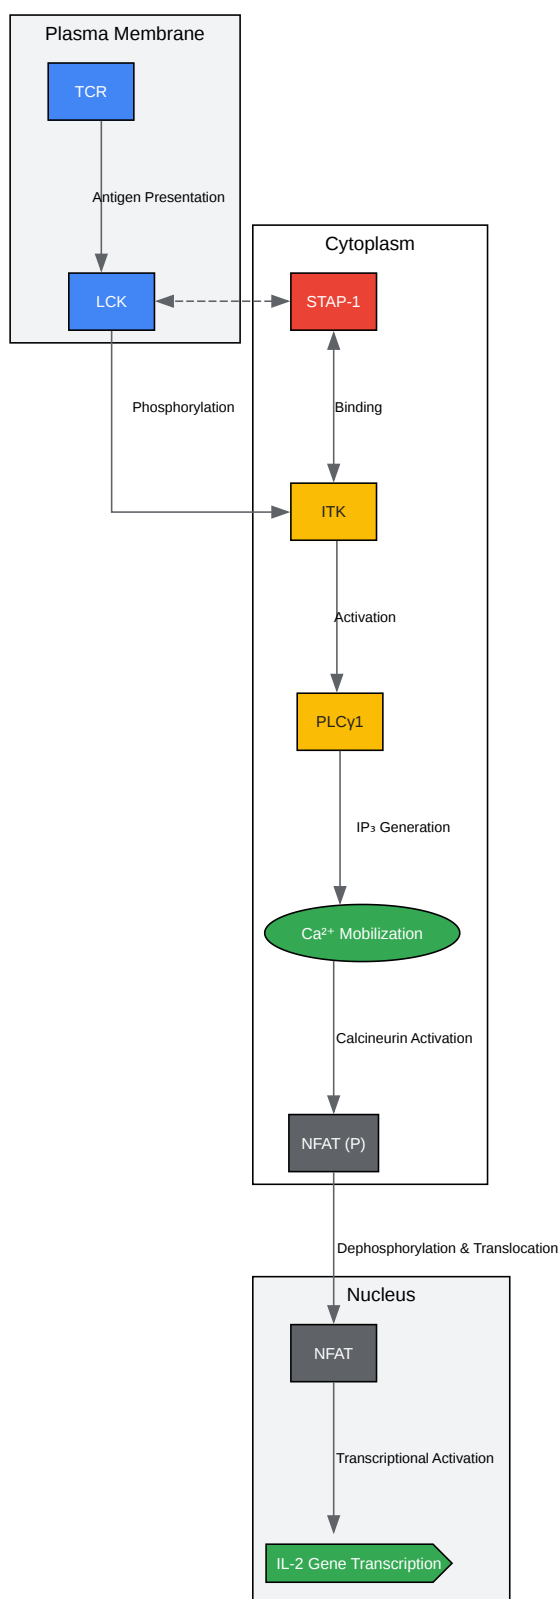 Plasma Membrane
TCR
Antigen Presentation
Cytoplasm
LCK
STAP-1
Phosphorylation
Binding
ITK
Activation
PLCγ1
IP₃ Generation
Ca²⁺ Mobilization
Calcineurin Activation
NFAT (P)
Dephosphorylation & Translocation
Nucleus
NFAT
Transcriptional Activation
IL-2 Gene Transcription